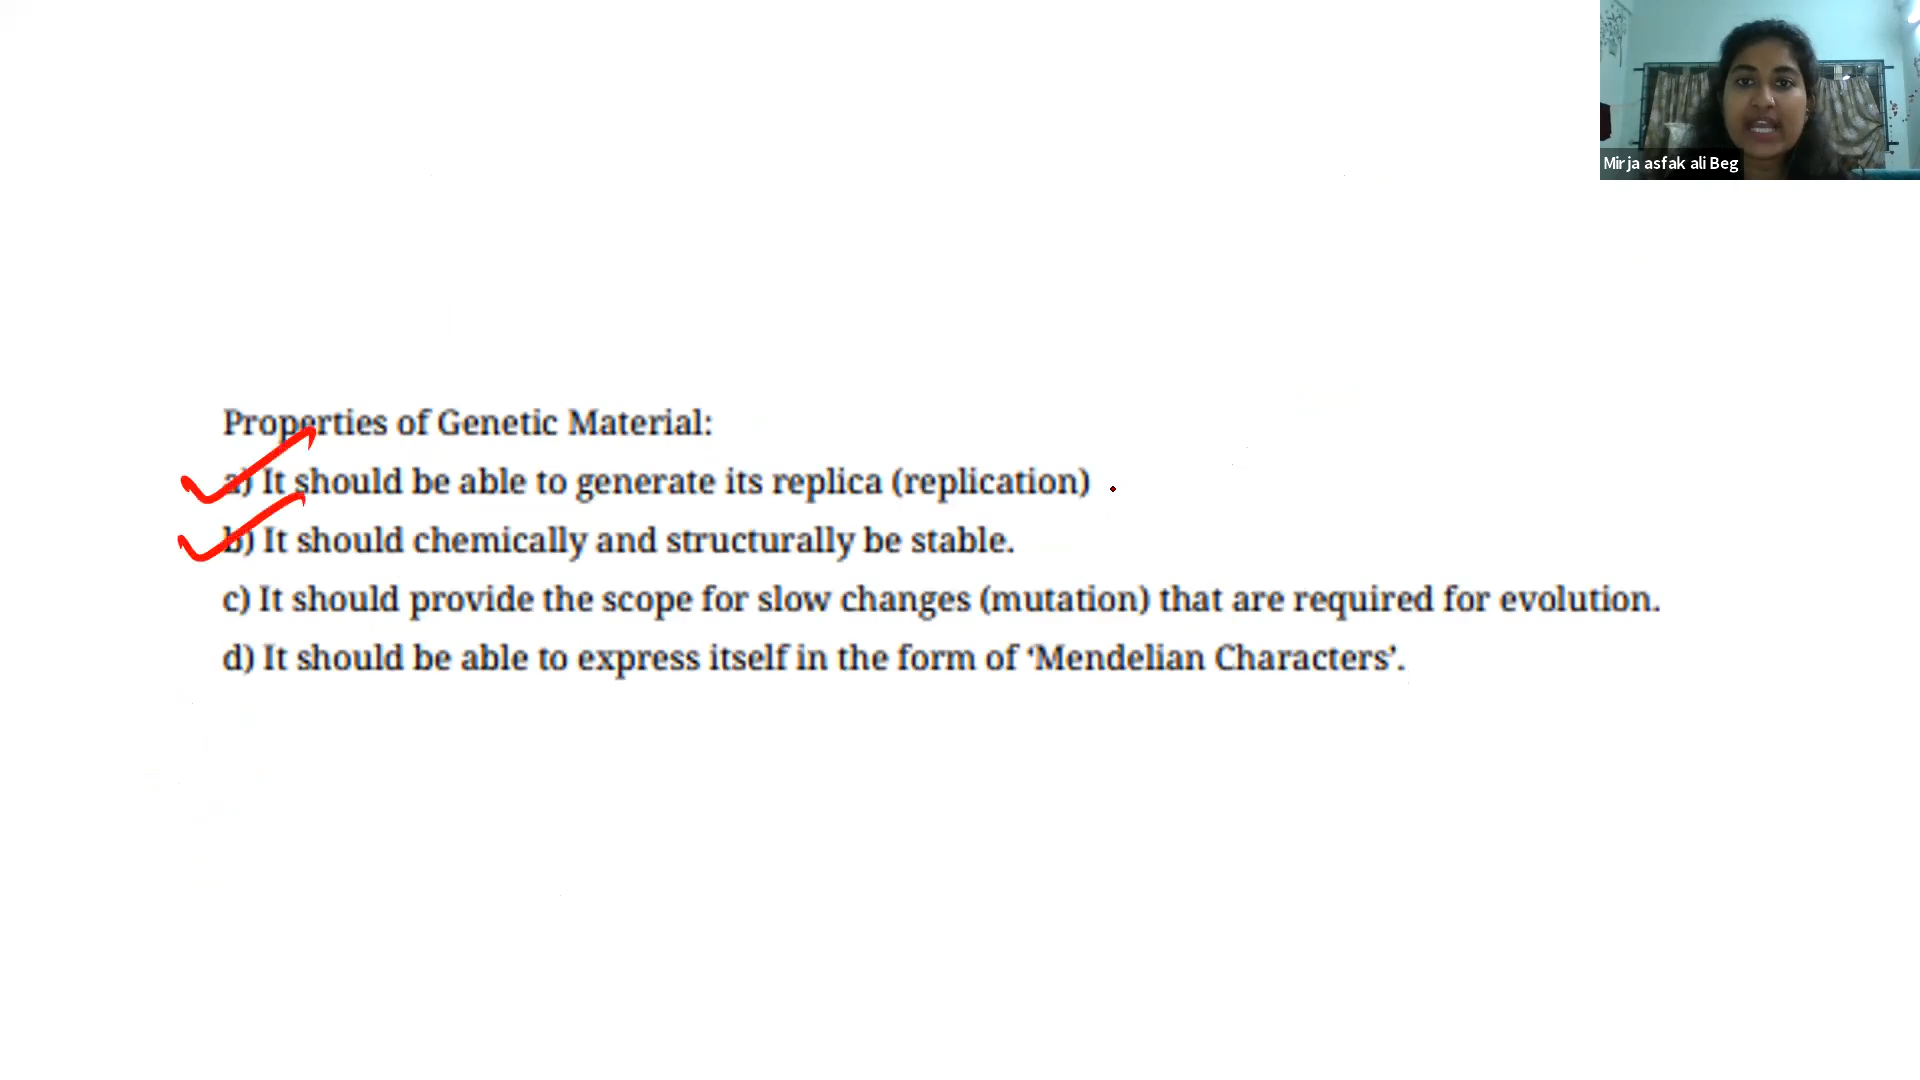 Mirja asfak ali Beg
Properties of Genetic Material:
a) It should be able to generate its replica (replication)
b) It should chemically and structurally be stable.
c) It should provide the scope for slow changes (mutation) that are required for evolution.
d) It should be able to express itself in the form of ‘Mendelian Characters’.